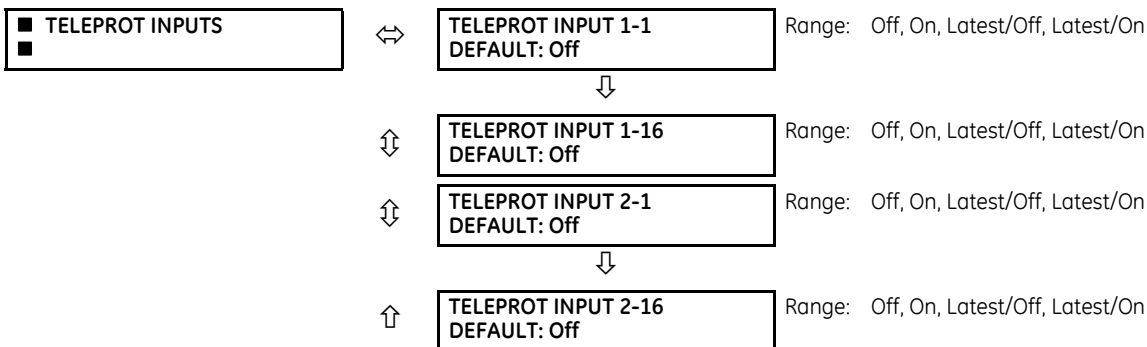 ■ TELEPROT INPUTS
■
TELEPROT INPUT 1-1
DEFAULT: Off
Range: Off, On, Latest/Off, Latest/On
TELEPROT INPUT 1-16
DEFAULT: Off
Range: Off, On, Latest/Off, Latest/On
TELEPROT INPUT 2-1
DEFAULT: Off
Range: Off, On, Latest/Off, Latest/On
TELEPROT INPUT 2-16
DEFAULT: Off
Range: Off, On, Latest/Off, Latest/On